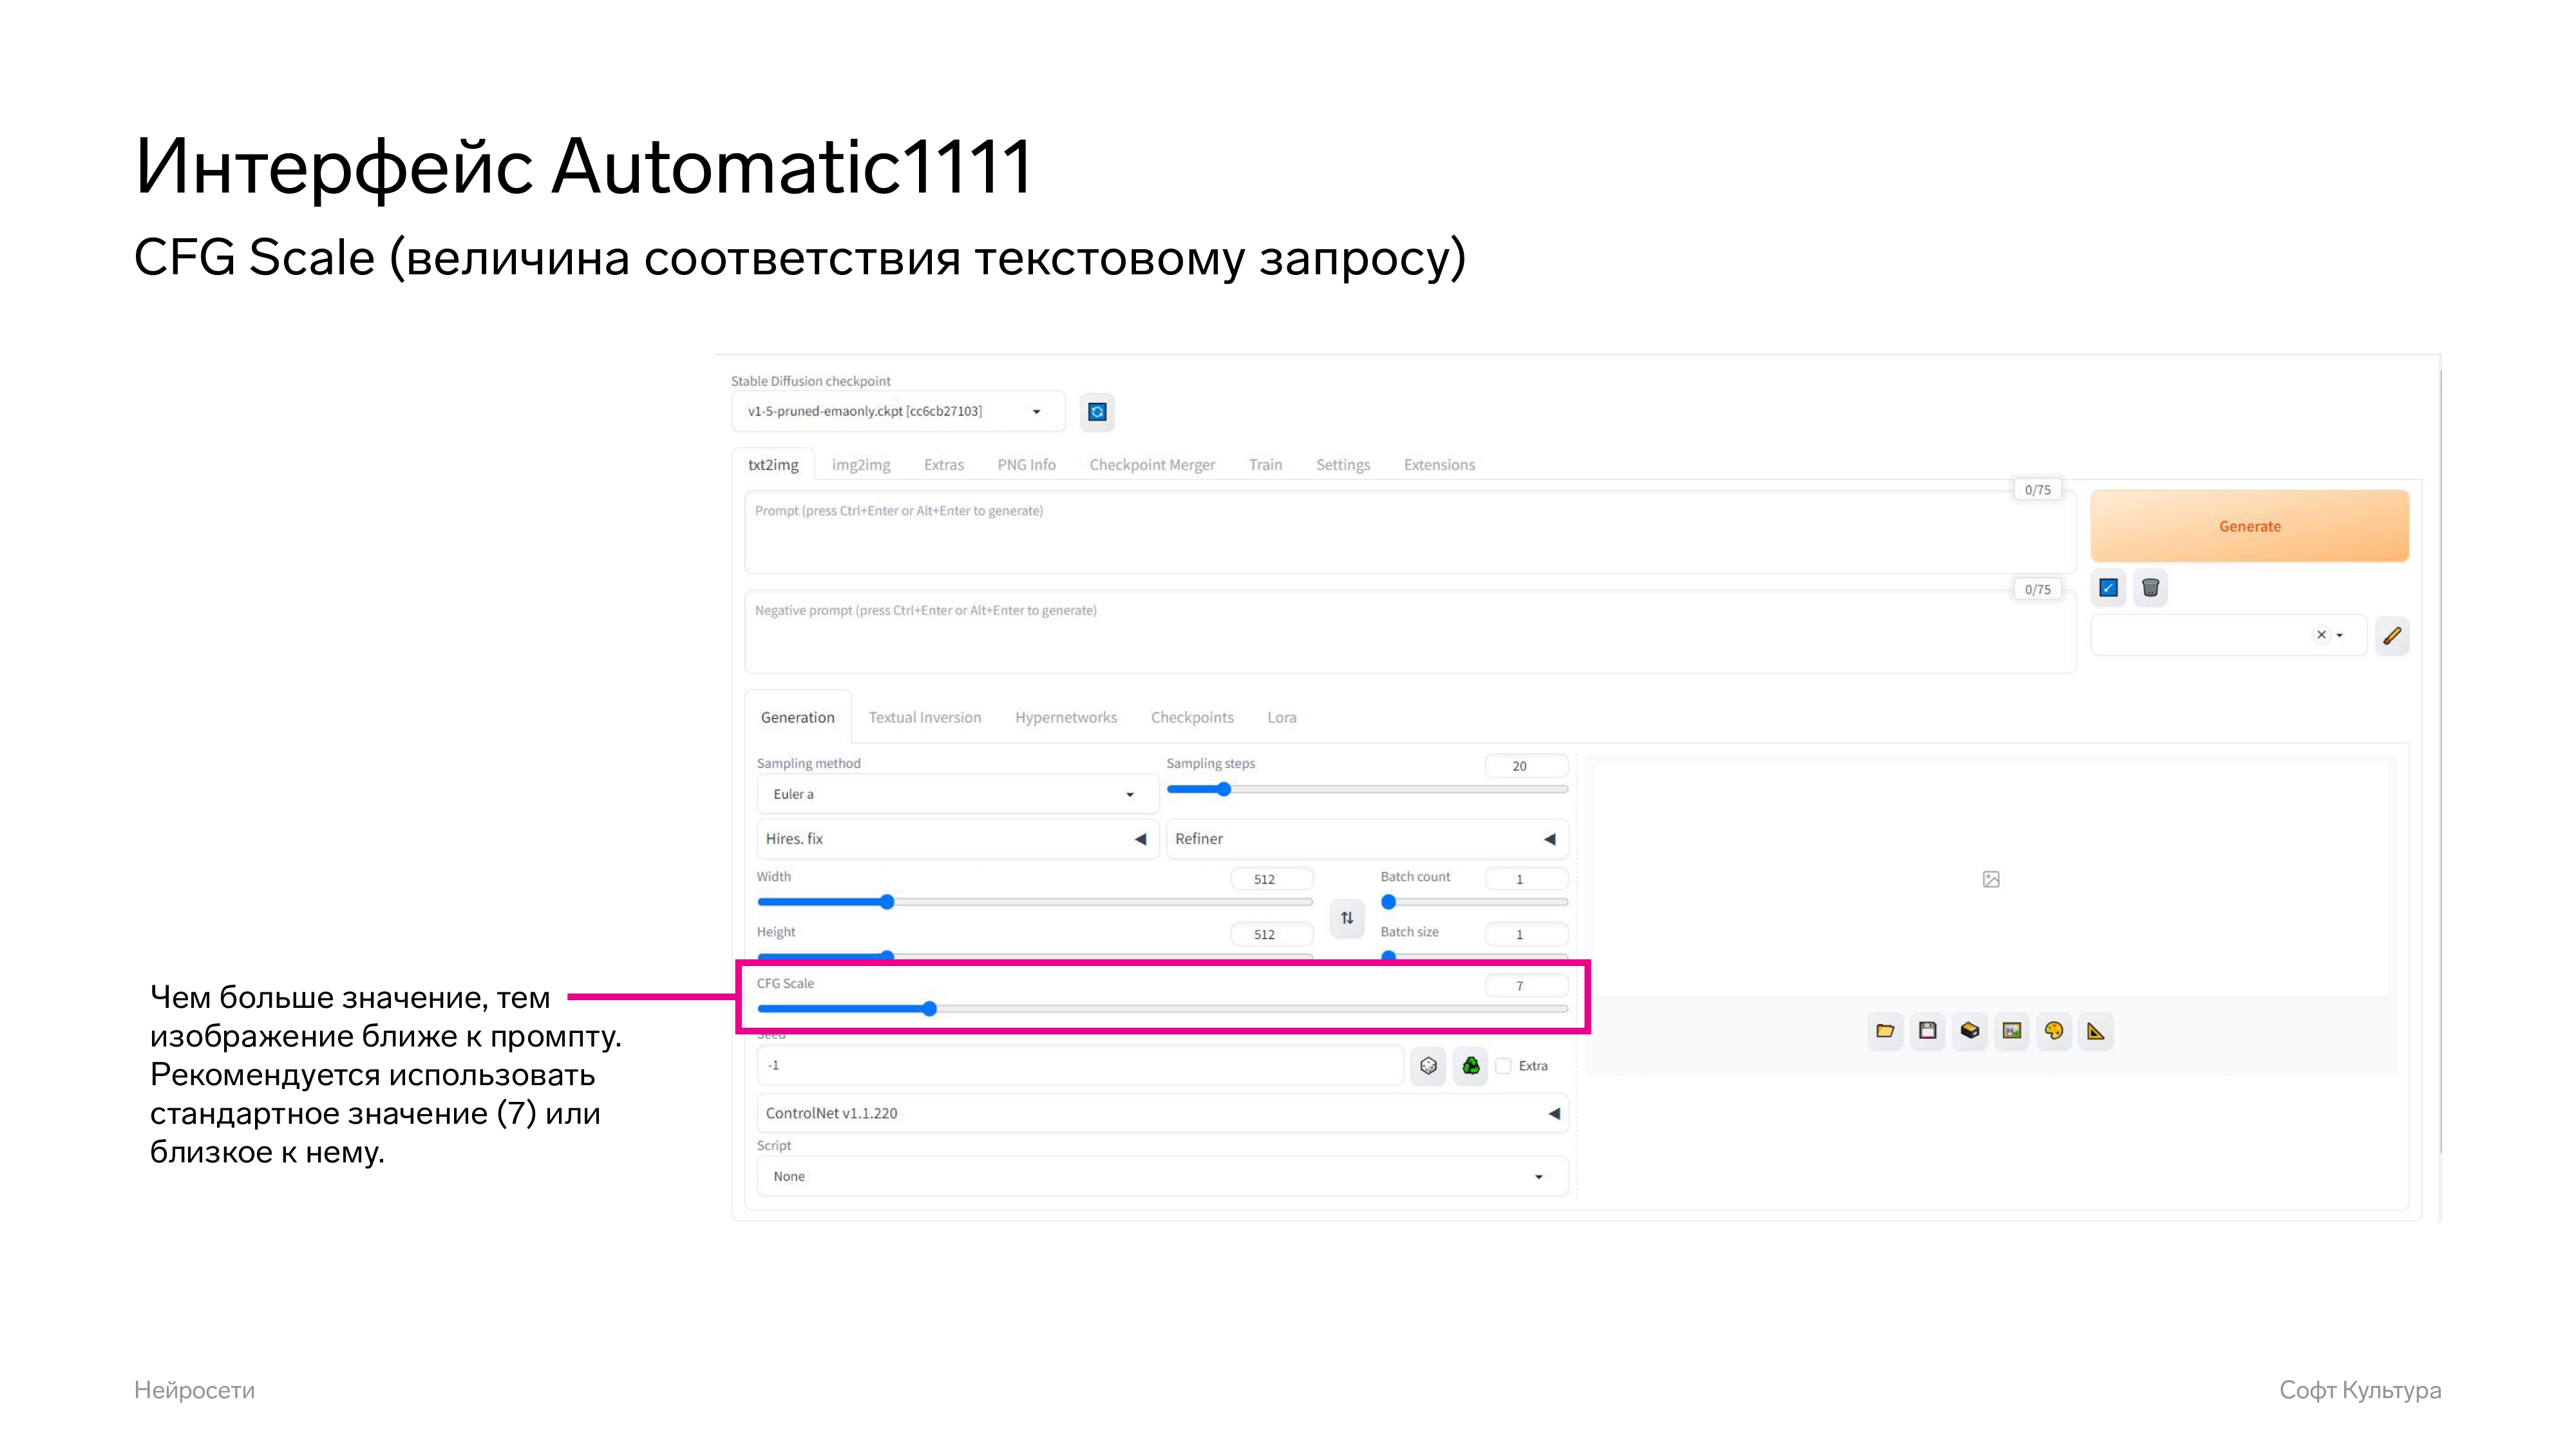 Интерфейс Automatic1111
CFG Scale (величина соответствия текстовому запросу)
Stable Diffusion checkpoint
v1-5-pruned-emaonly.ckpt [cc6cb27103]
txt2img img2img Extras PNG Info Checkpoint Merger Train Settings Extensions
0/75
Prompt (press Ctrl+Enter or Alt+Enter to generate)
Generate
0/75
Negative prompt (press Ctrl+Enter or Alt+Enter to generate)
Generation Textual Inversion Hypernetworks Checkpoints Lora
Sampling method
Sampling steps 20
Euler a
Hires. fix
Refiner
Width 512
Batch count 1
Height 512
Batch size 1
CFG Scale 7
Чем больше значение, тем
изображение ближе к промпту.
Рекомендуется использовать
стандартное значение (7) или
близкое к нему.
Seed
-1
Extra
ControlNet v1.1.220
Script
None
Нейросети
Софт Культура